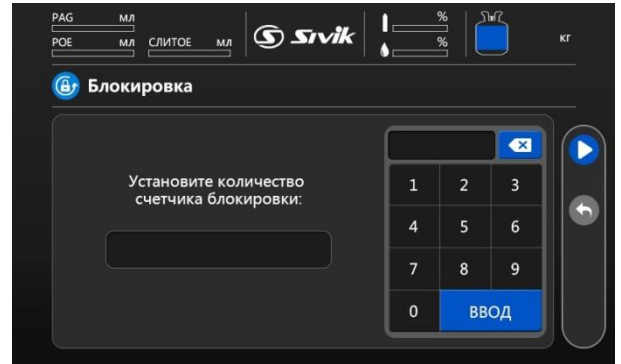 PAG мл
POE мл СЛИТОЕ мл
Sivik
%
%
кг
Блокировка
Установите количество
счетчика блокировки:
1 2 3
4 5 6
7 8 9
0 ВВОД